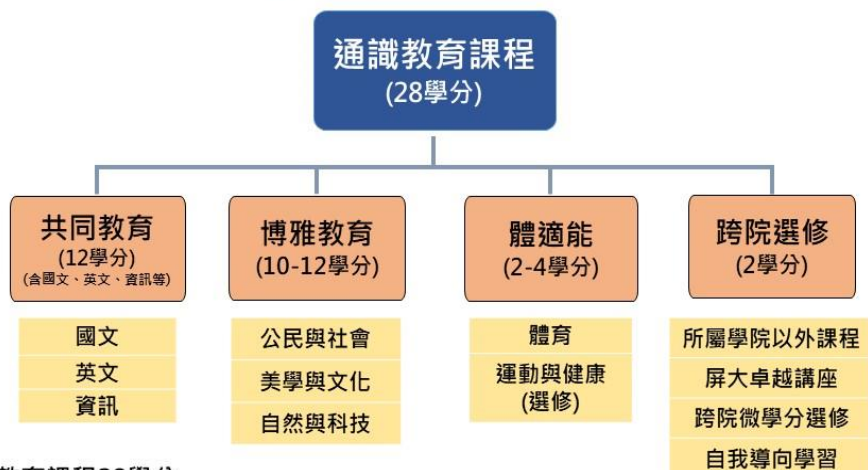 通識教育課程
(28學分)
共同教育
(12學分)
(含國文、英文、資訊等)
國文
英文
資訊
博雅教育
(10-12學分)
公民與社會
美學與文化
自然與科技
體適能
(2-4學分)
體育
運動與健康
(選修)
跨院選修
(2學分)
所屬學院以外課程
屏大卓越講座
跨院微學分選修
自我導向學習